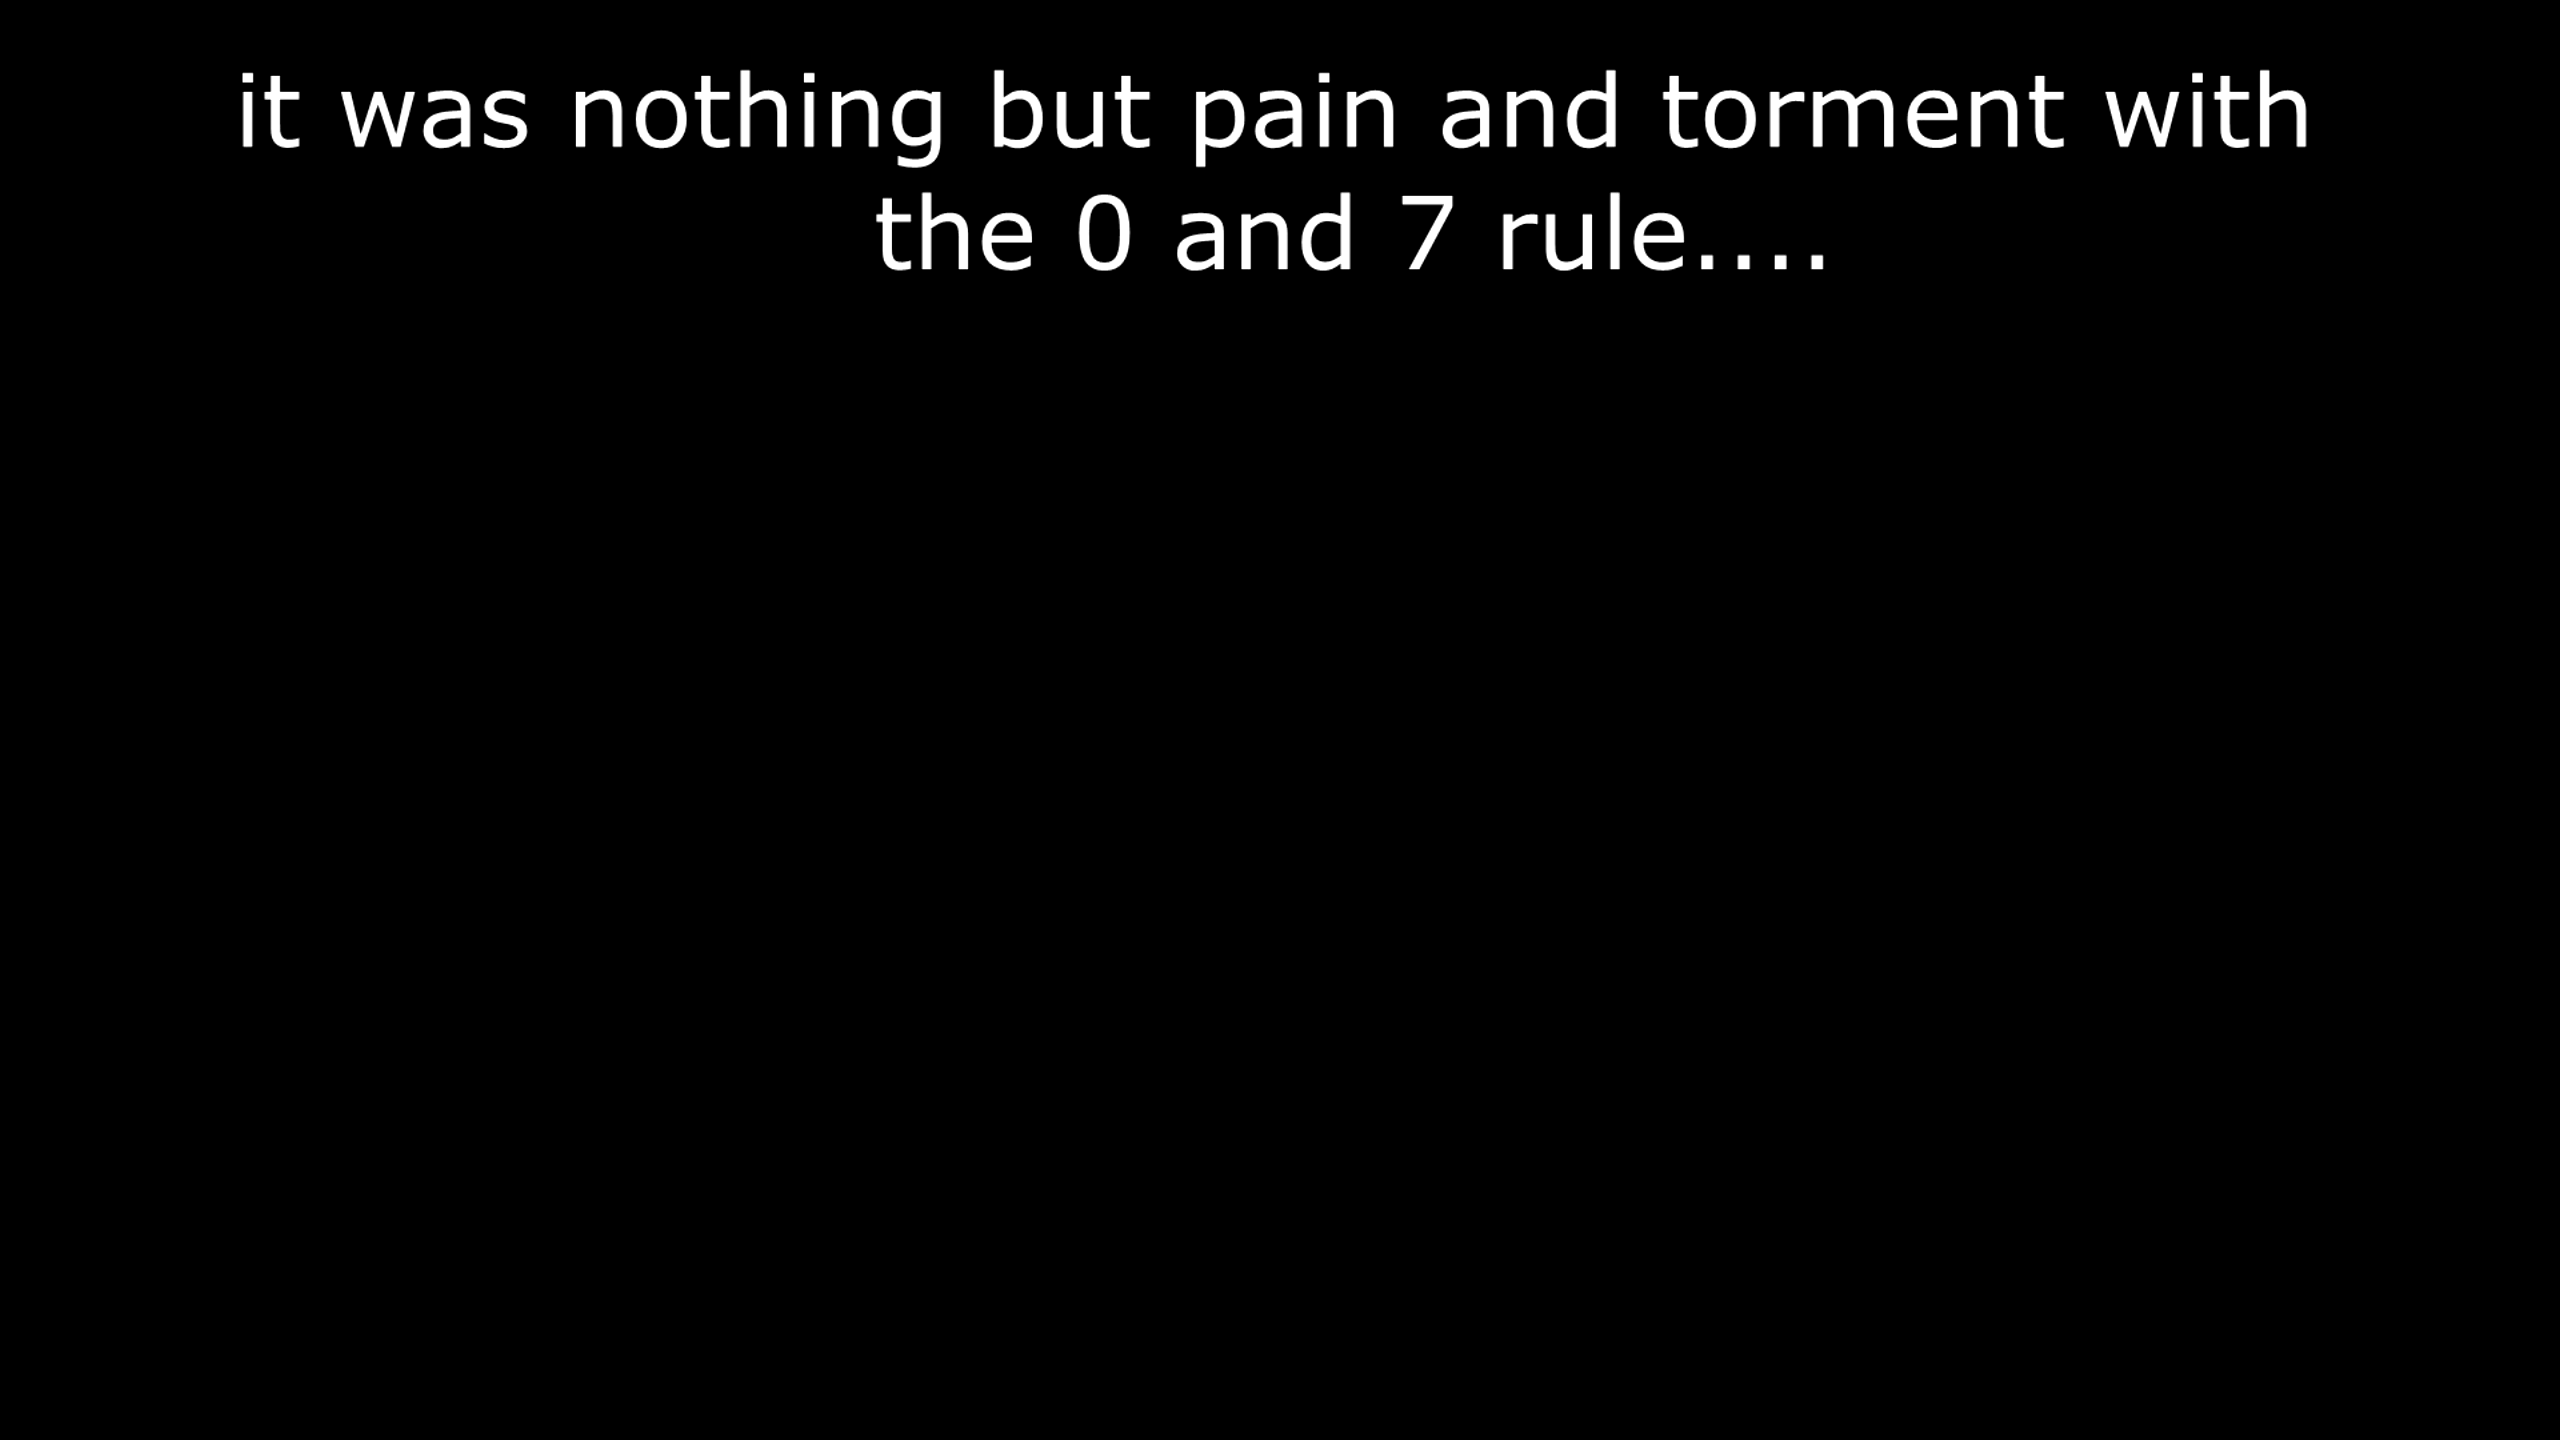 it was nothing but pain and torment with
the 0 and 7 rule....